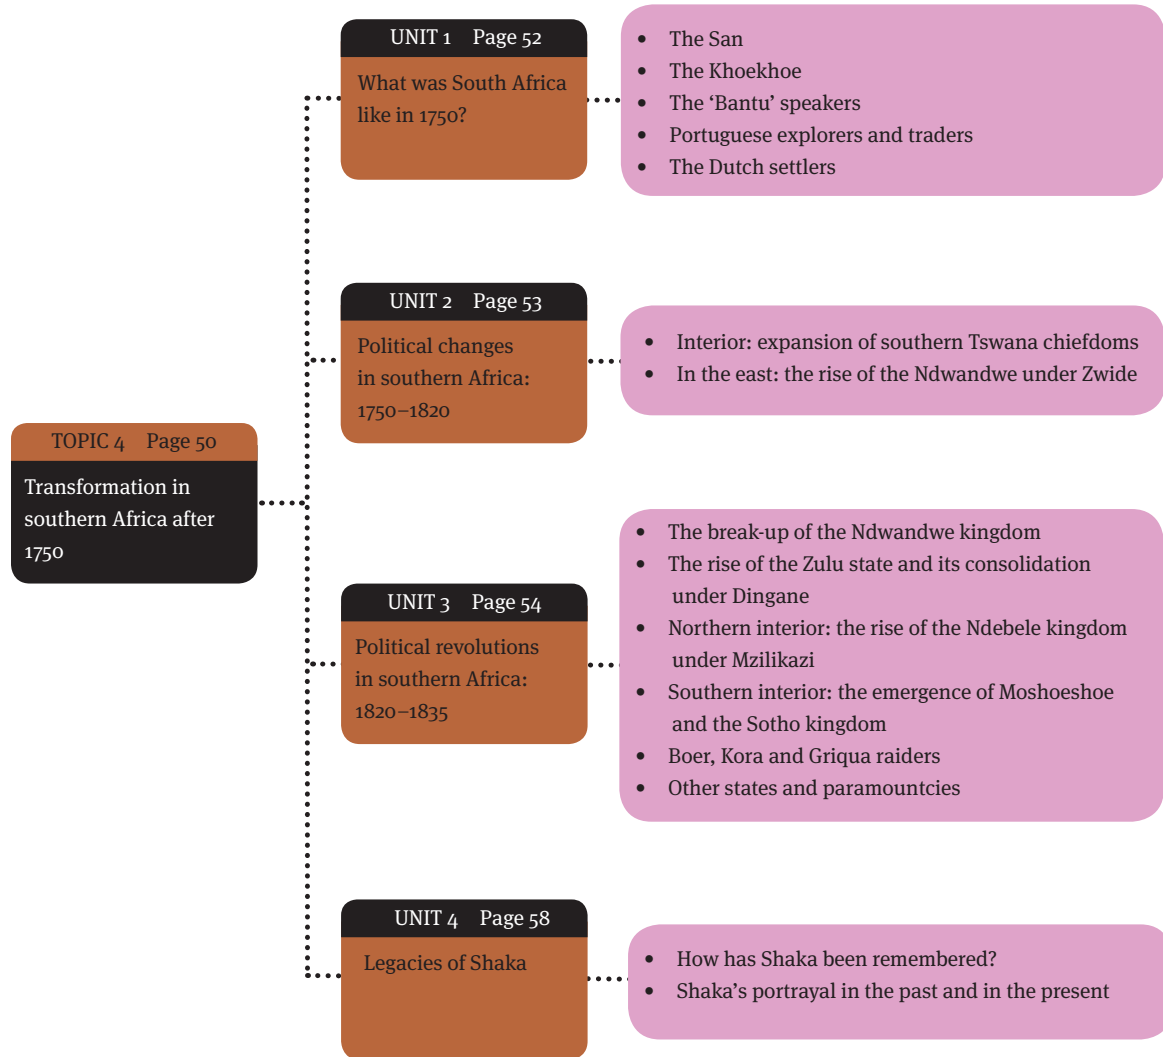 UNIT 1 Page 52
What was South Africa
like in 1750?
• The San
• The Khoekhoe
• The ‘Bantu’ speakers
• Portuguese explorers and traders
• The Dutch settlers
UNIT 2 Page 53
Political changes
in southern Africa:
1750–1820
• Interior: expansion of southern Tswana chiefdoms
• In the east: the rise of the Ndwandwe under Zwide
TOPIC 4 Page 50
Transformation in
southern Africa after
1750
UNIT 3 Page 54
Political revolutions
in southern Africa:
1820–1835
• The break-up of the Ndwandwe kingdom
• The rise of the Zulu state and its consolidation
under Dingane
• Northern interior: the rise of the Ndebele kingdom
under Mzilikazi
• Southern interior: the emergence of Moshoeshoe
and the Sotho kingdom
• Boer, Kora and Griqua raiders
• Other states and paramountcies
UNIT 4 Page 58
Legacies of Shaka
• How has Shaka been remembered?
• Shaka’s portrayal in the past and in the present